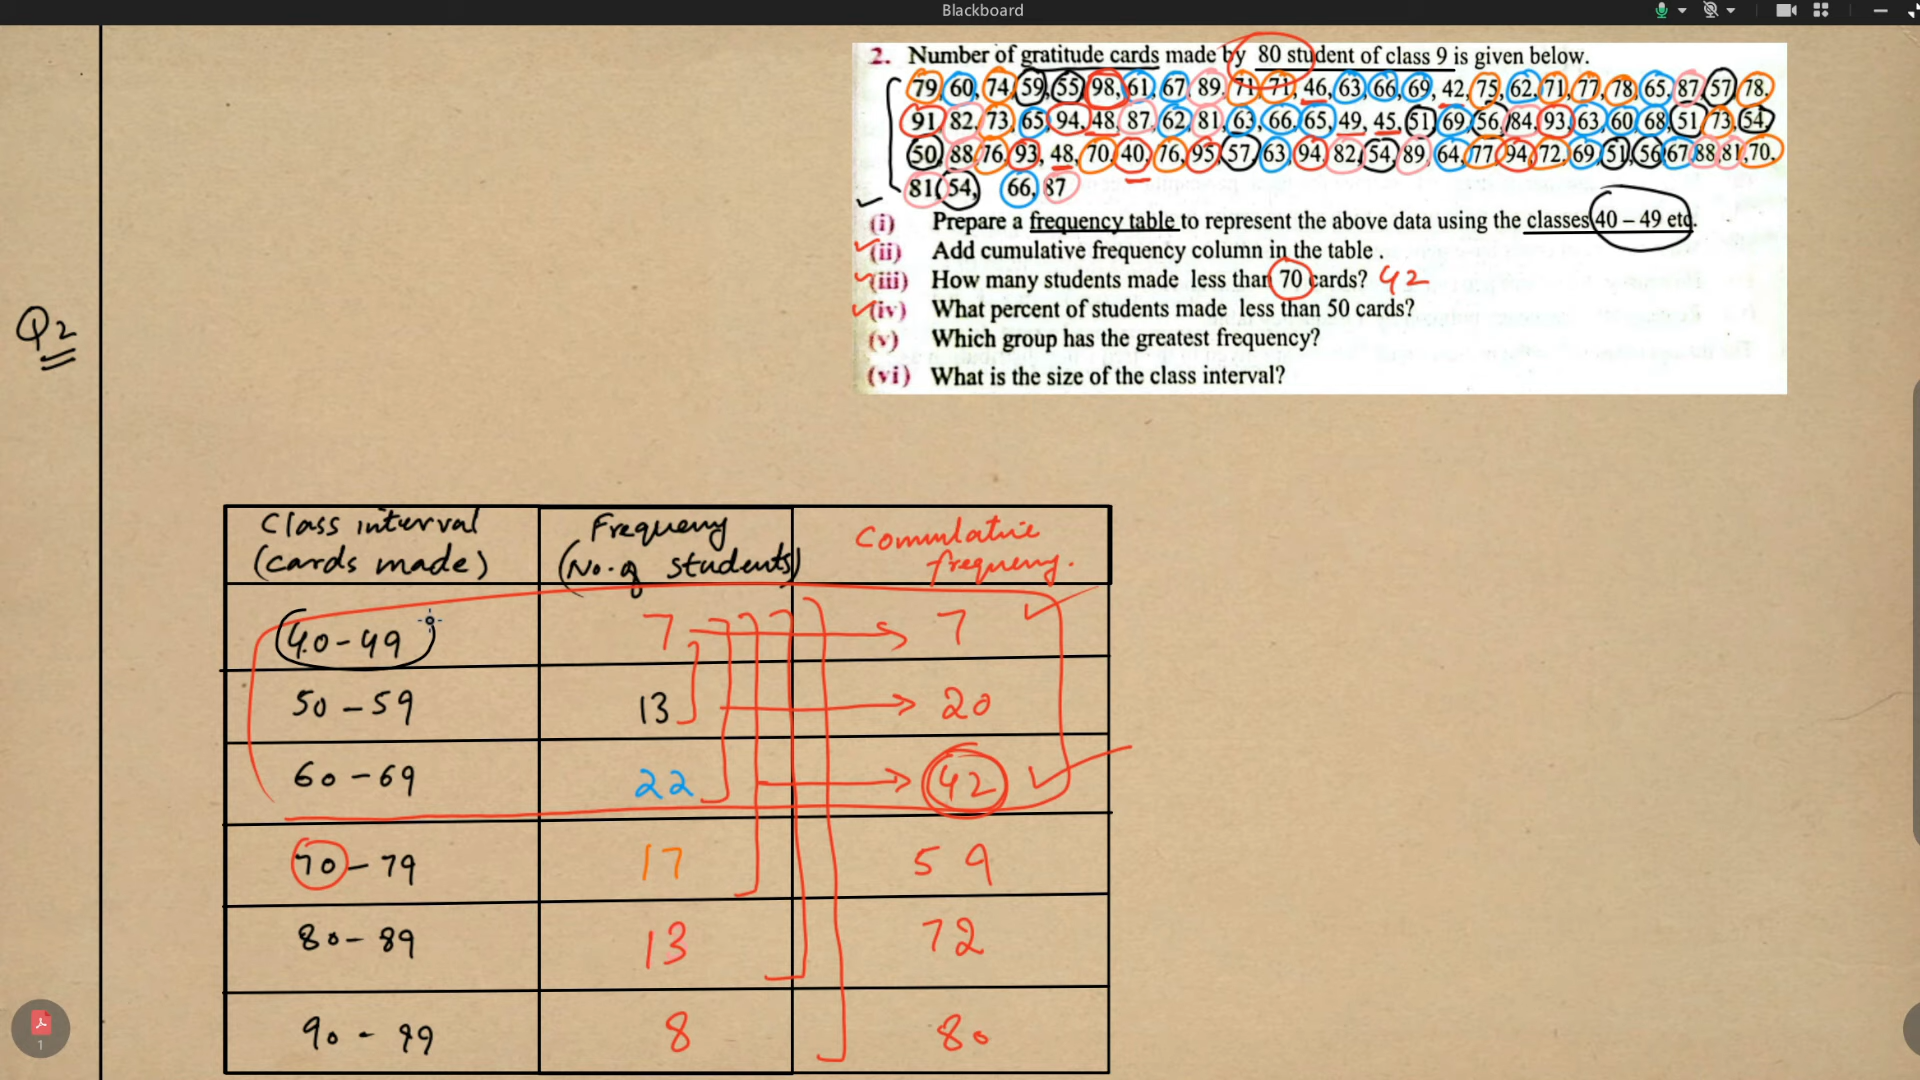 Blackboard
2. Number of gratitude cards made by 80 student of class 9 is given below.
79, 60, 74, 59, 55, 98, 61, 67, 89, 71, 71, 46, 63, 66, 69, 42, 75, 62, 71, 77, 78, 65, 87, 57, 78,
91, 82, 73, 65, 94, 48, 87, 62, 81, 63, 66, 65, 49, 45, 51, 69, 56, 84, 93, 63, 60, 68, 51, 73, 54,
50, 88, 76, 93, 48, 70, 40, 76, 95, 57, 63, 94, 82, 54, 89, 64, 77, 94, 72, 69, 51, 56, 67, 88, 81, 70,
81, 54, 66, 87
(i) Prepare a frequency table to represent the above data using the classes 40 – 49 etc.
(ii) Add cumulative frequency column in the table .
(iii) How many students made less than 70 cards? 42
(iv) What percent of students made less than 50 cards?
(v) Which group has the greatest frequency?
(vi) What is the size of the class interval?
Q2
Class interval (cards made) Frequency (No. of students) Commulative frequency.
40-49 7 7
50-59 13 20
60-69 22 42
70-79 17 59
80-89 13 72
90-99 8 80
1